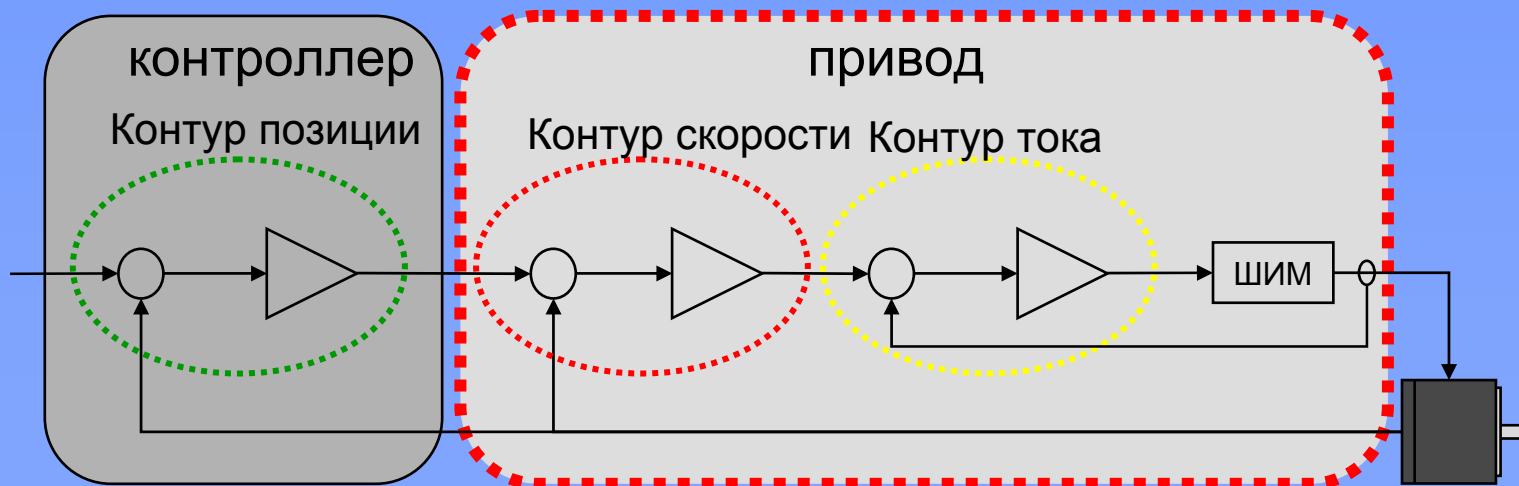 контроллер
привод
Контур позиции
Контур скорости
Контур тока
ШИМ